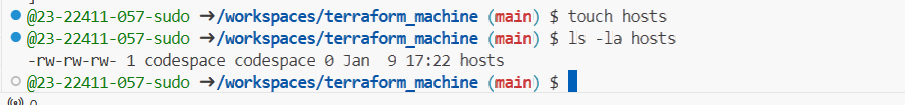 @23-22411-057-sudo ➜/workspaces/terraform_machine (main) $ touch hosts
@23-22411-057-sudo ➜/workspaces/terraform_machine (main) $ ls -la hosts
-rw-rw-rw- 1 codespace codespace 0 Jan  9 17:22 hosts
@23-22411-057-sudo ➜/workspaces/terraform_machine (main) $